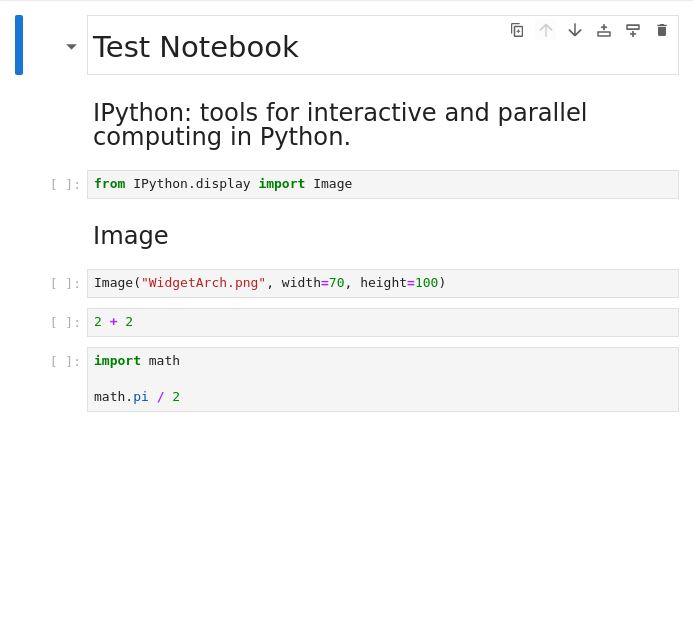 Test Notebook
IPython: tools for interactive and parallel
computing in Python.
[ ]: from IPython.display import Image
Image
[ ]: Image("WidgetArch.png", width=70, height=100)
[ ]: 2 + 2
[ ]: import math
math.pi / 2